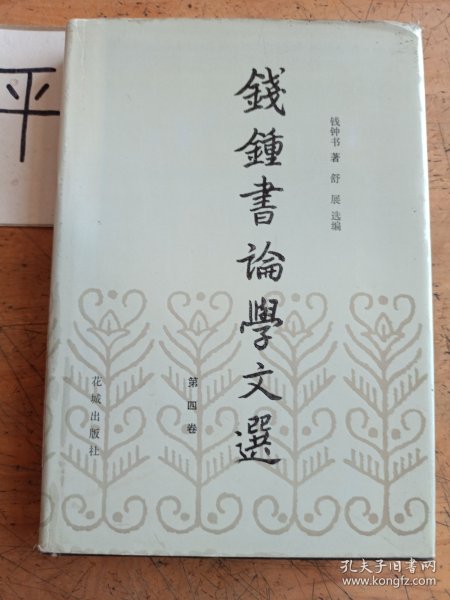 平
錢鍾書論學文選
钱钟书 著 舒 展 选编
第四卷
花城出版社
孔夫子旧书网
www.kongfz.com